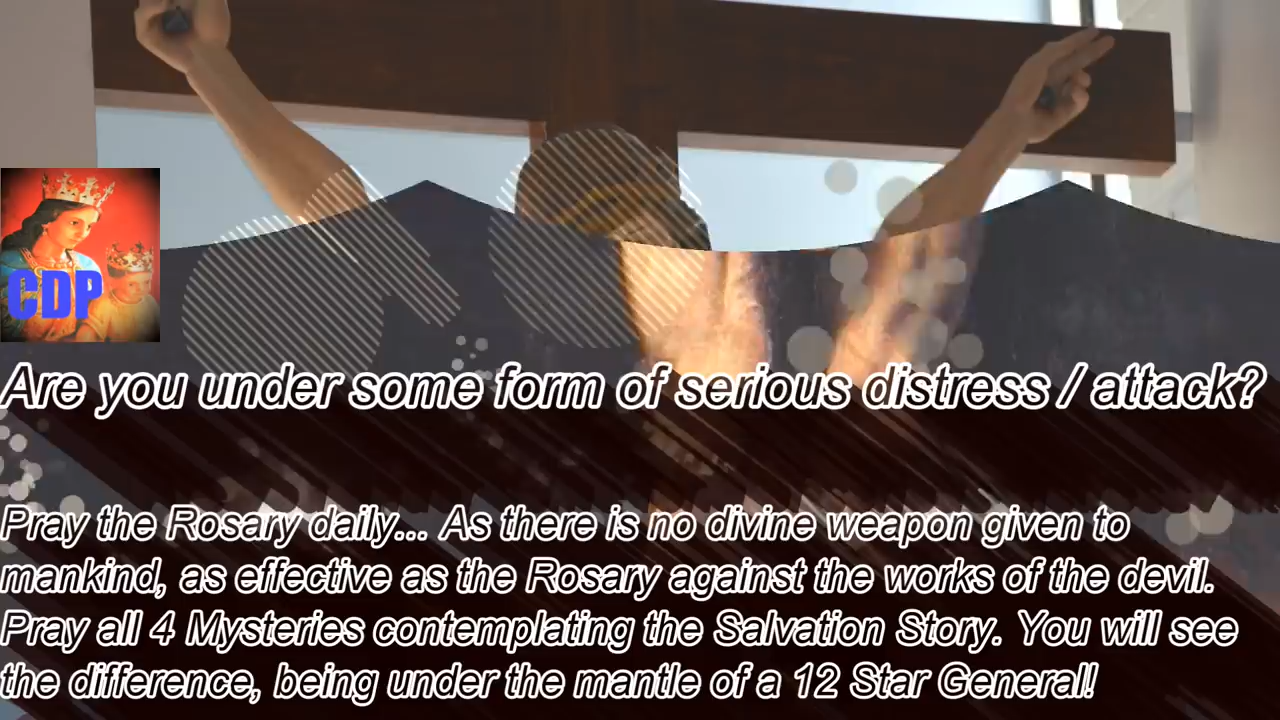 CDP
Are you under some form of serious distress / attack?
Pray the Rosary daily... As there is no divine weapon given to
mankind, as effective as the Rosary against the works of the devil.
Pray all 4 Mysteries contemplating the Salvation Story. You will see
the difference, being under the mantle of a 12 Star General!